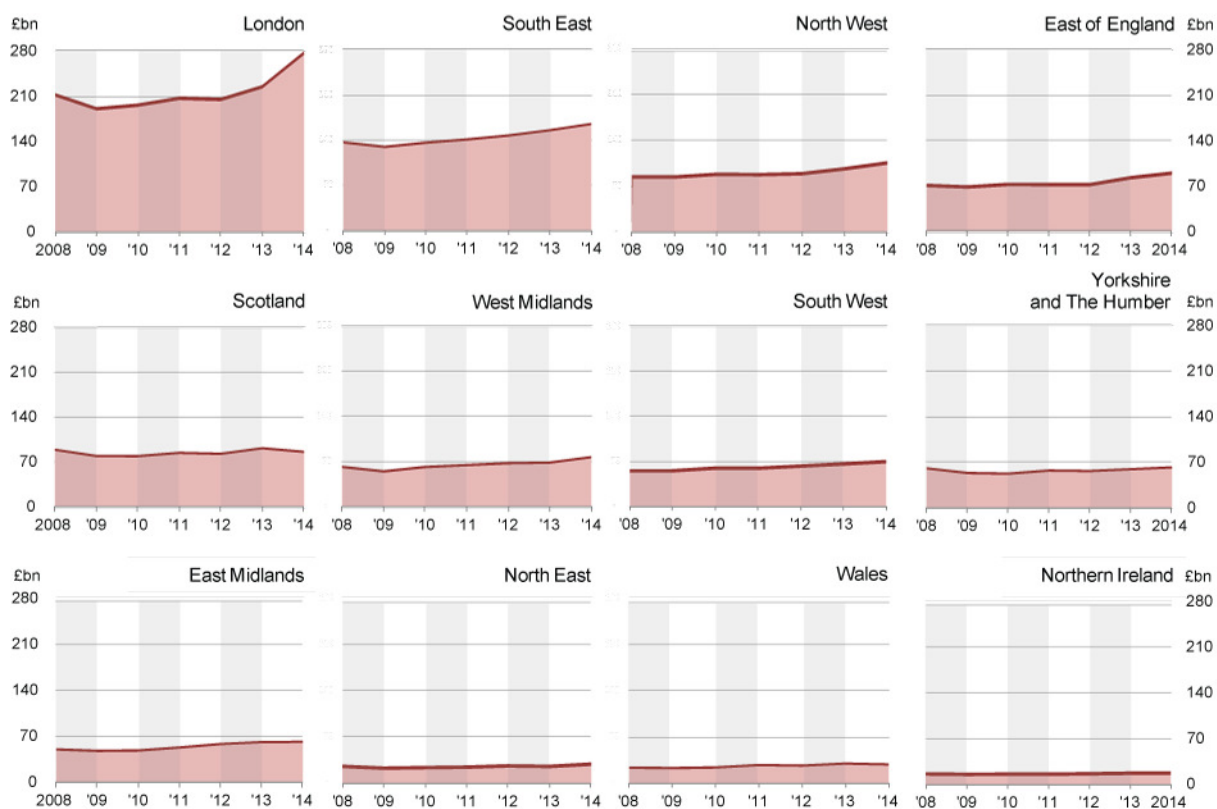 £bn London South East North West East of England £bn
280 280
210 210
140 140
70 70
0 0
2008 '09 '10 '11 '12 '13 '14 '08 '09 '10 '11 '12 '13 '14 '08 '09 '10 '11 '12 '13 '14 '08 '09 '10 '11 '12 '13 2014
Yorkshire
£bn Scotland West Midlands South West and The Humber £bn
280 280
210 210
140 140
70 70
0 0
2008 '09 '10 '11 '12 '13 '14 '08 '09 '10 '11 '12 '13 '14 '08 '09 '10 '11 '12 '13 '14 '08 '09 '10 '11 '12 '13 2014
£bn East Midlands North East Wales Northern Ireland £bn
280 280
210 210
140 140
70 70
0 0
2008 '09 '10 '11 '12 '13 '14 '08 '09 '10 '11 '12 '13 '14 '08 '09 '10 '11 '12 '13 '14 '08 '09 '10 '11 '12 '13 2014